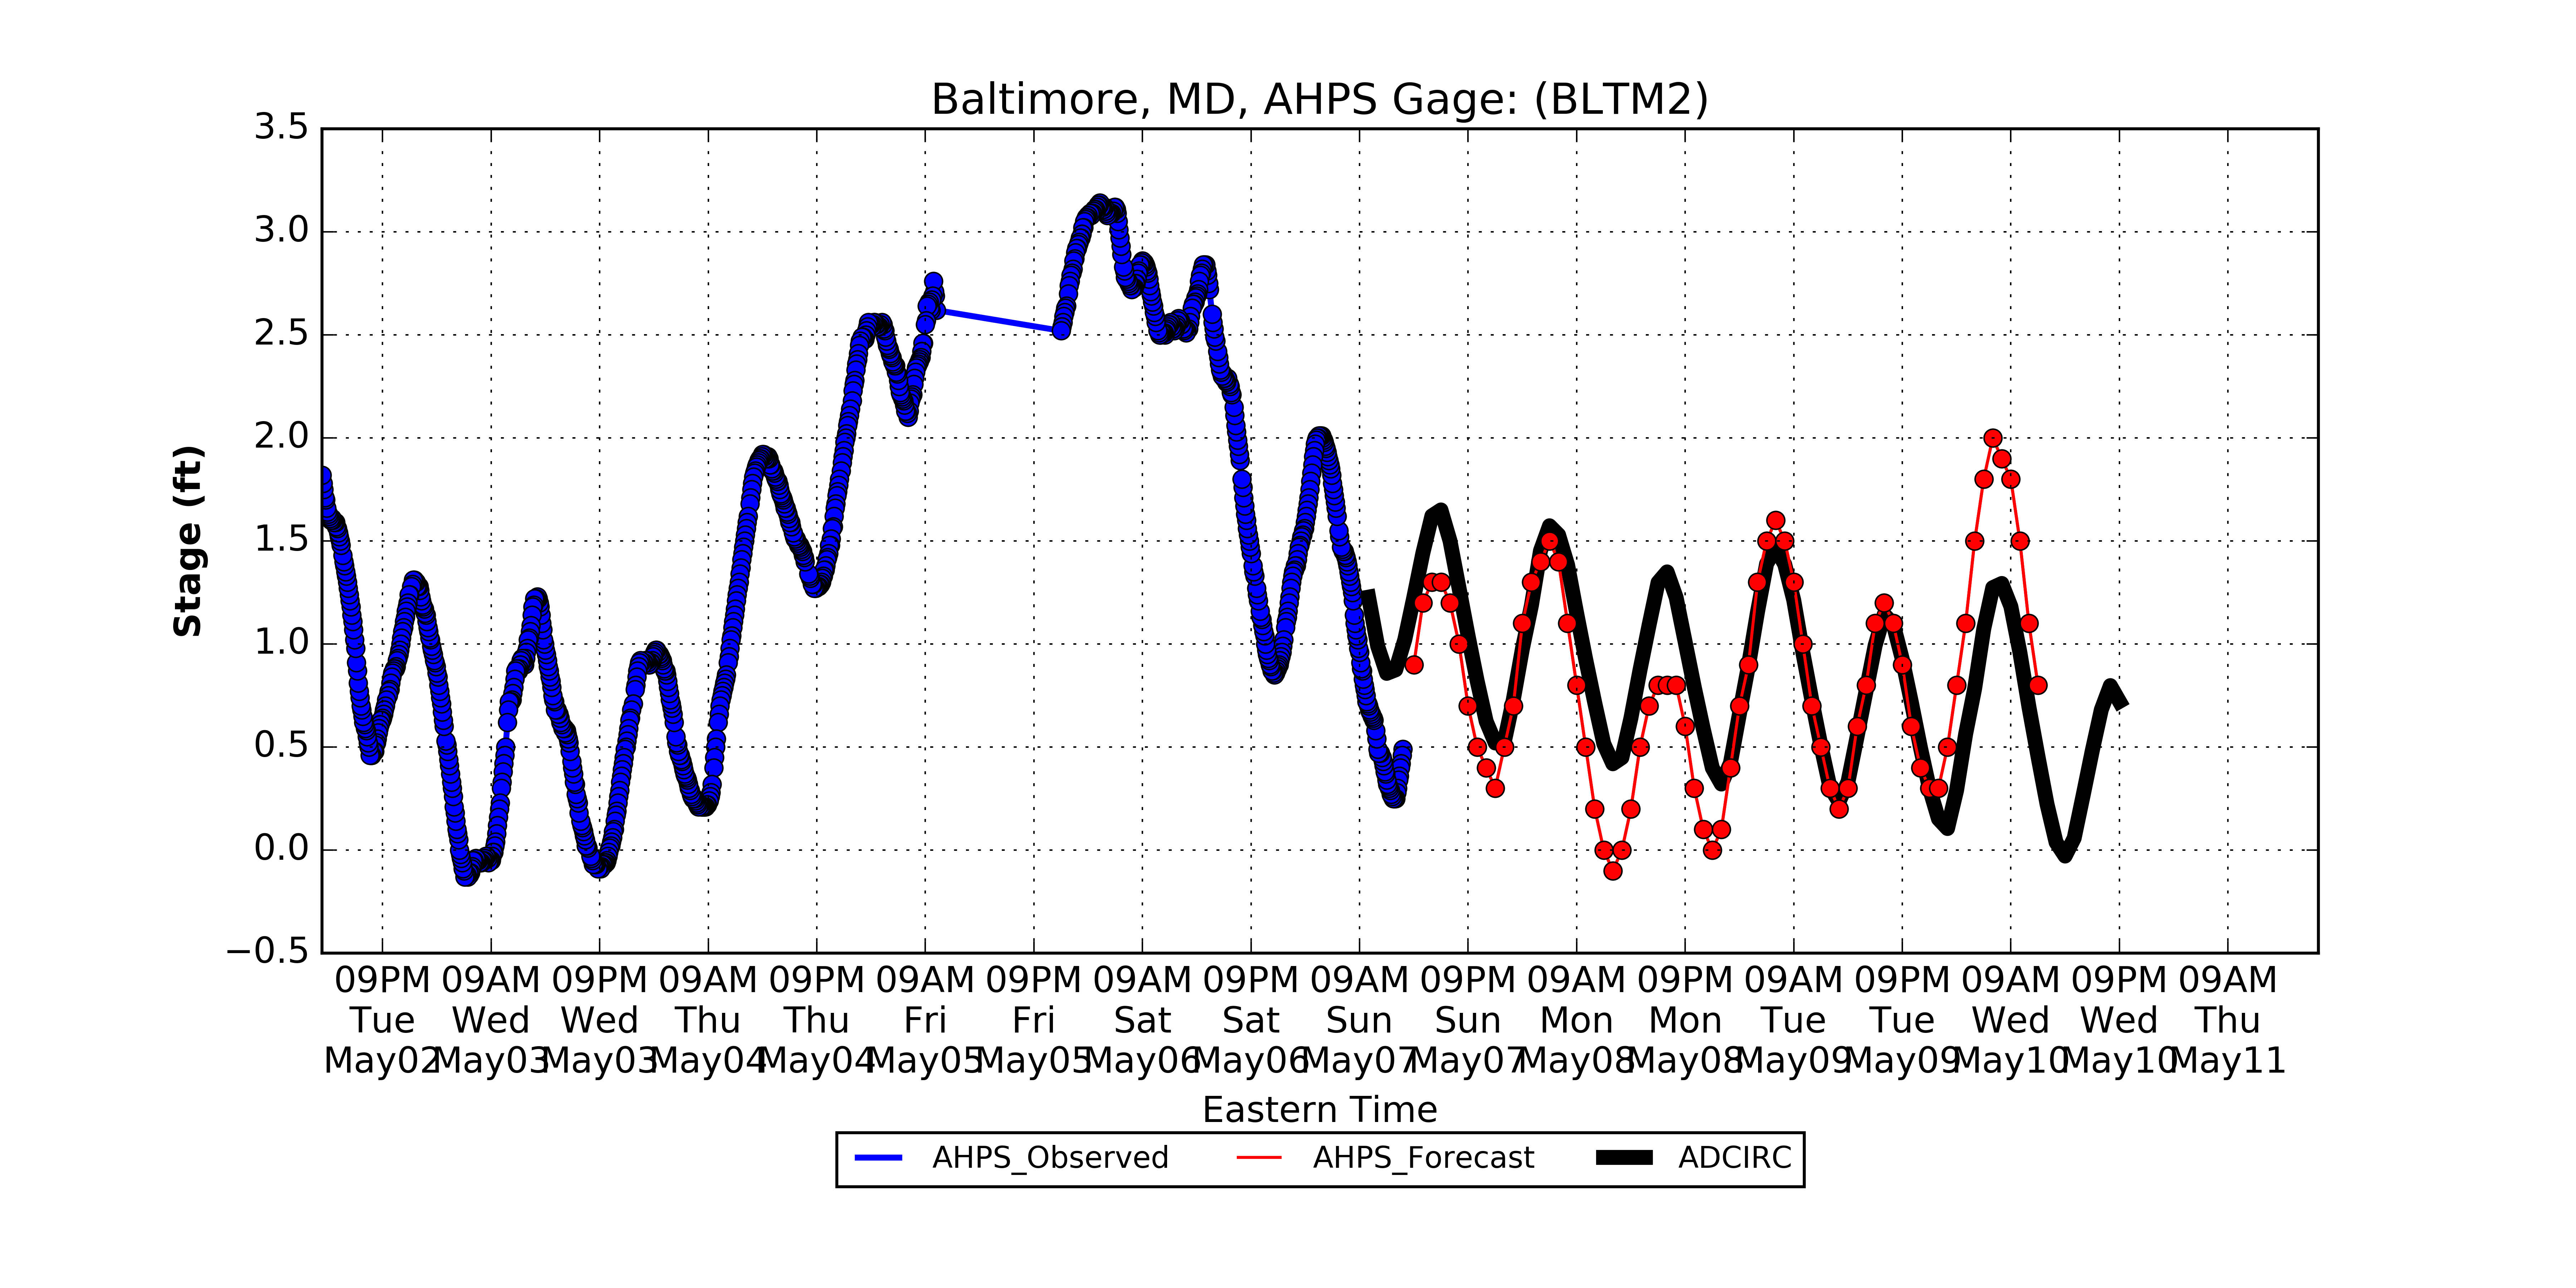 Baltimore, MD, AHPS Gage: (BLTM2)
3.5
3.0
2.5
2.0
1.5
1.0
0.5
0.0
−0.5
Stage (ft)
09PM 09AM 09PM 09AM 09PM 09AM 09PM 09AM 09PM 09AM 09PM 09AM 09PM 09AM 09PM 09AM 09PM 09AM
Tue Wed Wed Thu Thu Fri Fri Sat Sat Sun Sun Mon Mon Tue Tue Wed Wed Thu
May02 May03 May03 May04 May04 May05 May05 May06 May06 May07 May07 May08 May08 May09 May09 May10 May10 May11
Eastern Time
AHPS_Observed AHPS_Forecast ADCIRC